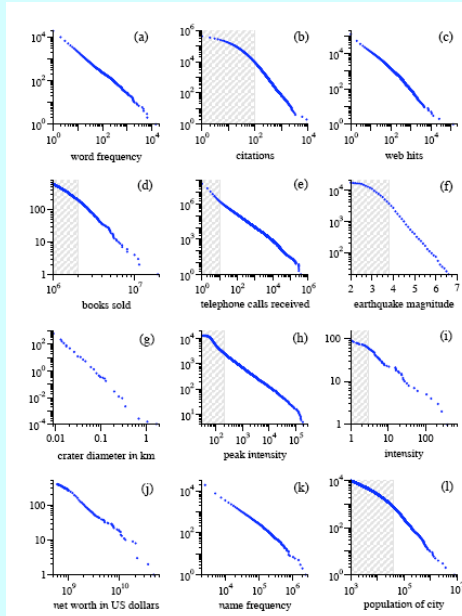 (a)
10^4
10^2
10^0
10^0 10^2 10^4
word frequency
(b)
10^6
10^4
10^2
10^0
10^0 10^2 10^4
citations
(c)
10^4
10^2
10^0
10^0 10^2 10^4
web hits
(d)
100
10
1
10^6 10^7
books sold
(e)
10^6
10^3
10^0
10^0 10^2 10^4 10^6
telephone calls received
(f)
10^4
10^3
10^2
2 3 4 5 6 7
earthquake magnitude
(g)
10^2
10^0
10^-2
10^-4
0.01 0.1 1
crater diameter in km
(h)
10^4
10^3
10^2
10^1
10^2 10^3 10^4 10^5
peak intensity
(i)
100
10
1
1 10 100
intensity
(j)
100
10
1
10^9 10^10
net worth in US dollars
(k)
10^4
10^2
10^0
10^4 10^5 10^6
name frequency
(l)
10^4
10^2
10^0
10^3 10^5 10^7
population of city